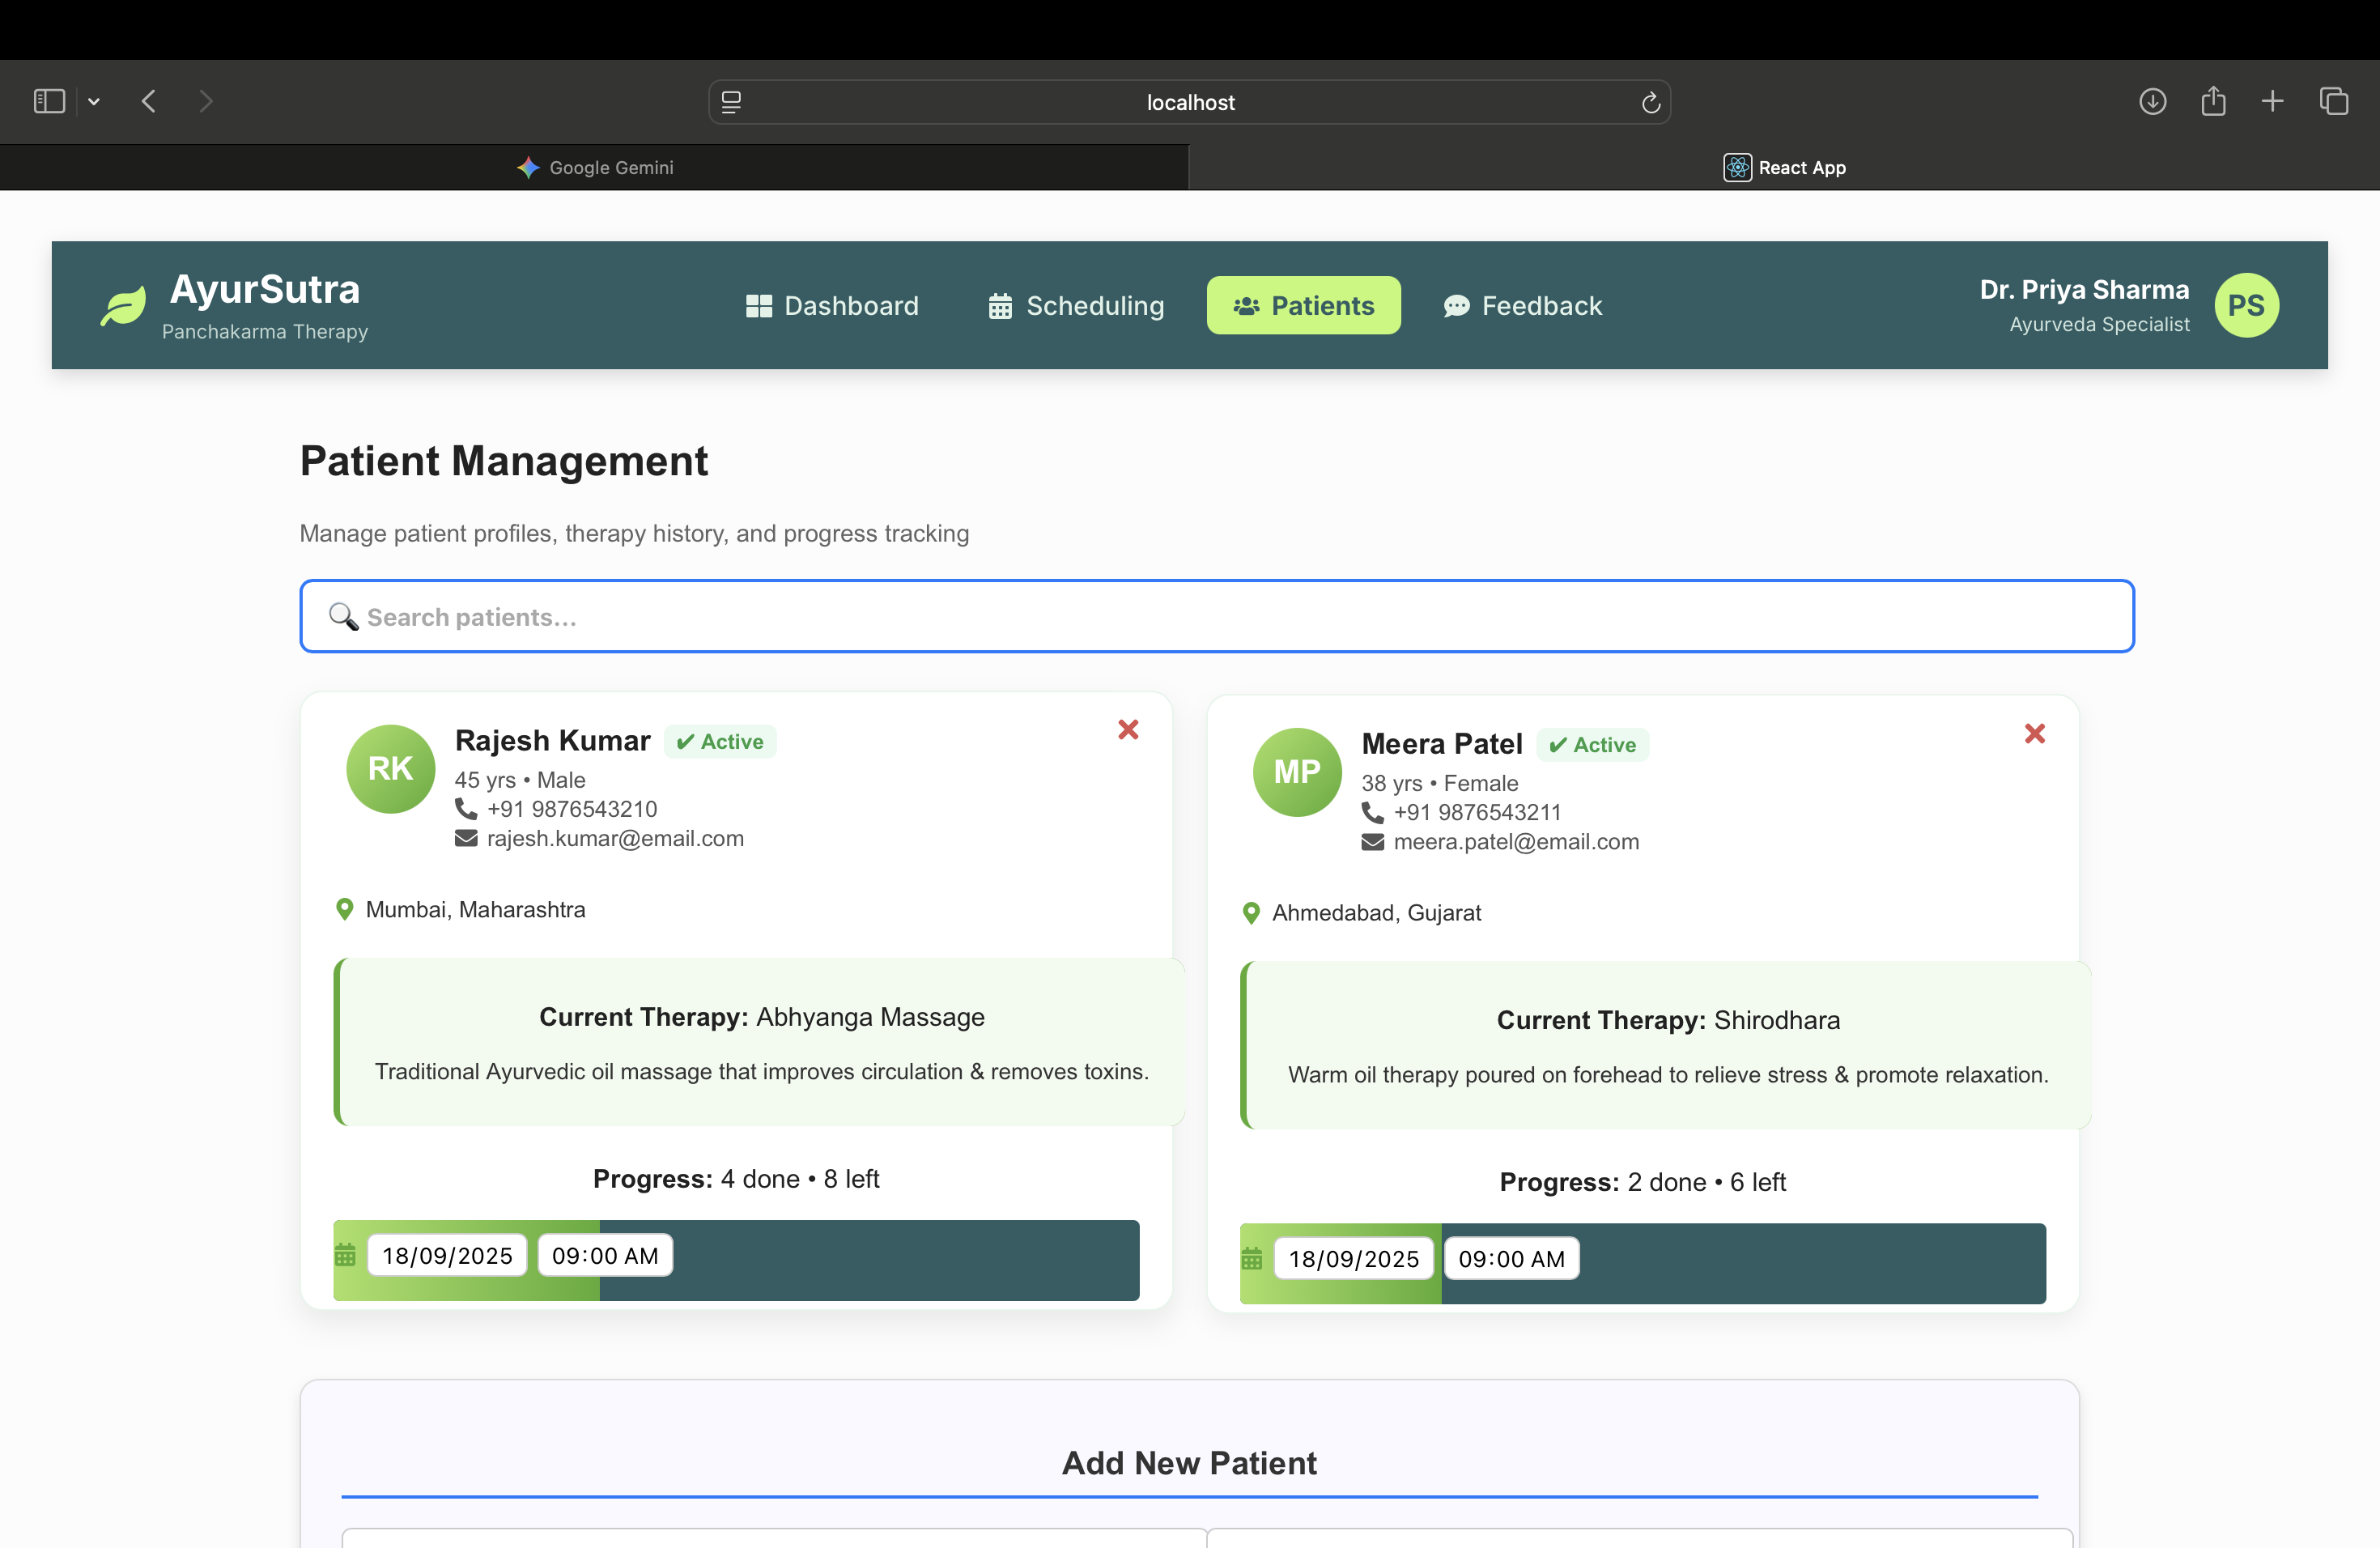 localhost
Google Gemini
React App
AyurSutra
Panchakarma Therapy
Dashboard
Scheduling
Patients
Feedback
Dr. Priya Sharma
Ayurveda Specialist
PS
Patient Management
Manage patient profiles, therapy history, and progress tracking
🔍 Search patients...
RK
Rajesh Kumar ✔ Active
45 yrs • Male
+91 9876543210
rajesh.kumar@email.com
Mumbai, Maharashtra
Current Therapy: Abhyanga Massage
Traditional Ayurvedic oil massage that improves circulation & removes toxins.
Progress: 4 done • 8 left
18/09/2025 09:00 AM
MP
Meera Patel ✔ Active
38 yrs • Female
+91 9876543211
meera.patel@email.com
Ahmedabad, Gujarat
Current Therapy: Shirodhara
Warm oil therapy poured on forehead to relieve stress & promote relaxation.
Progress: 2 done • 6 left
18/09/2025 09:00 AM
Add New Patient